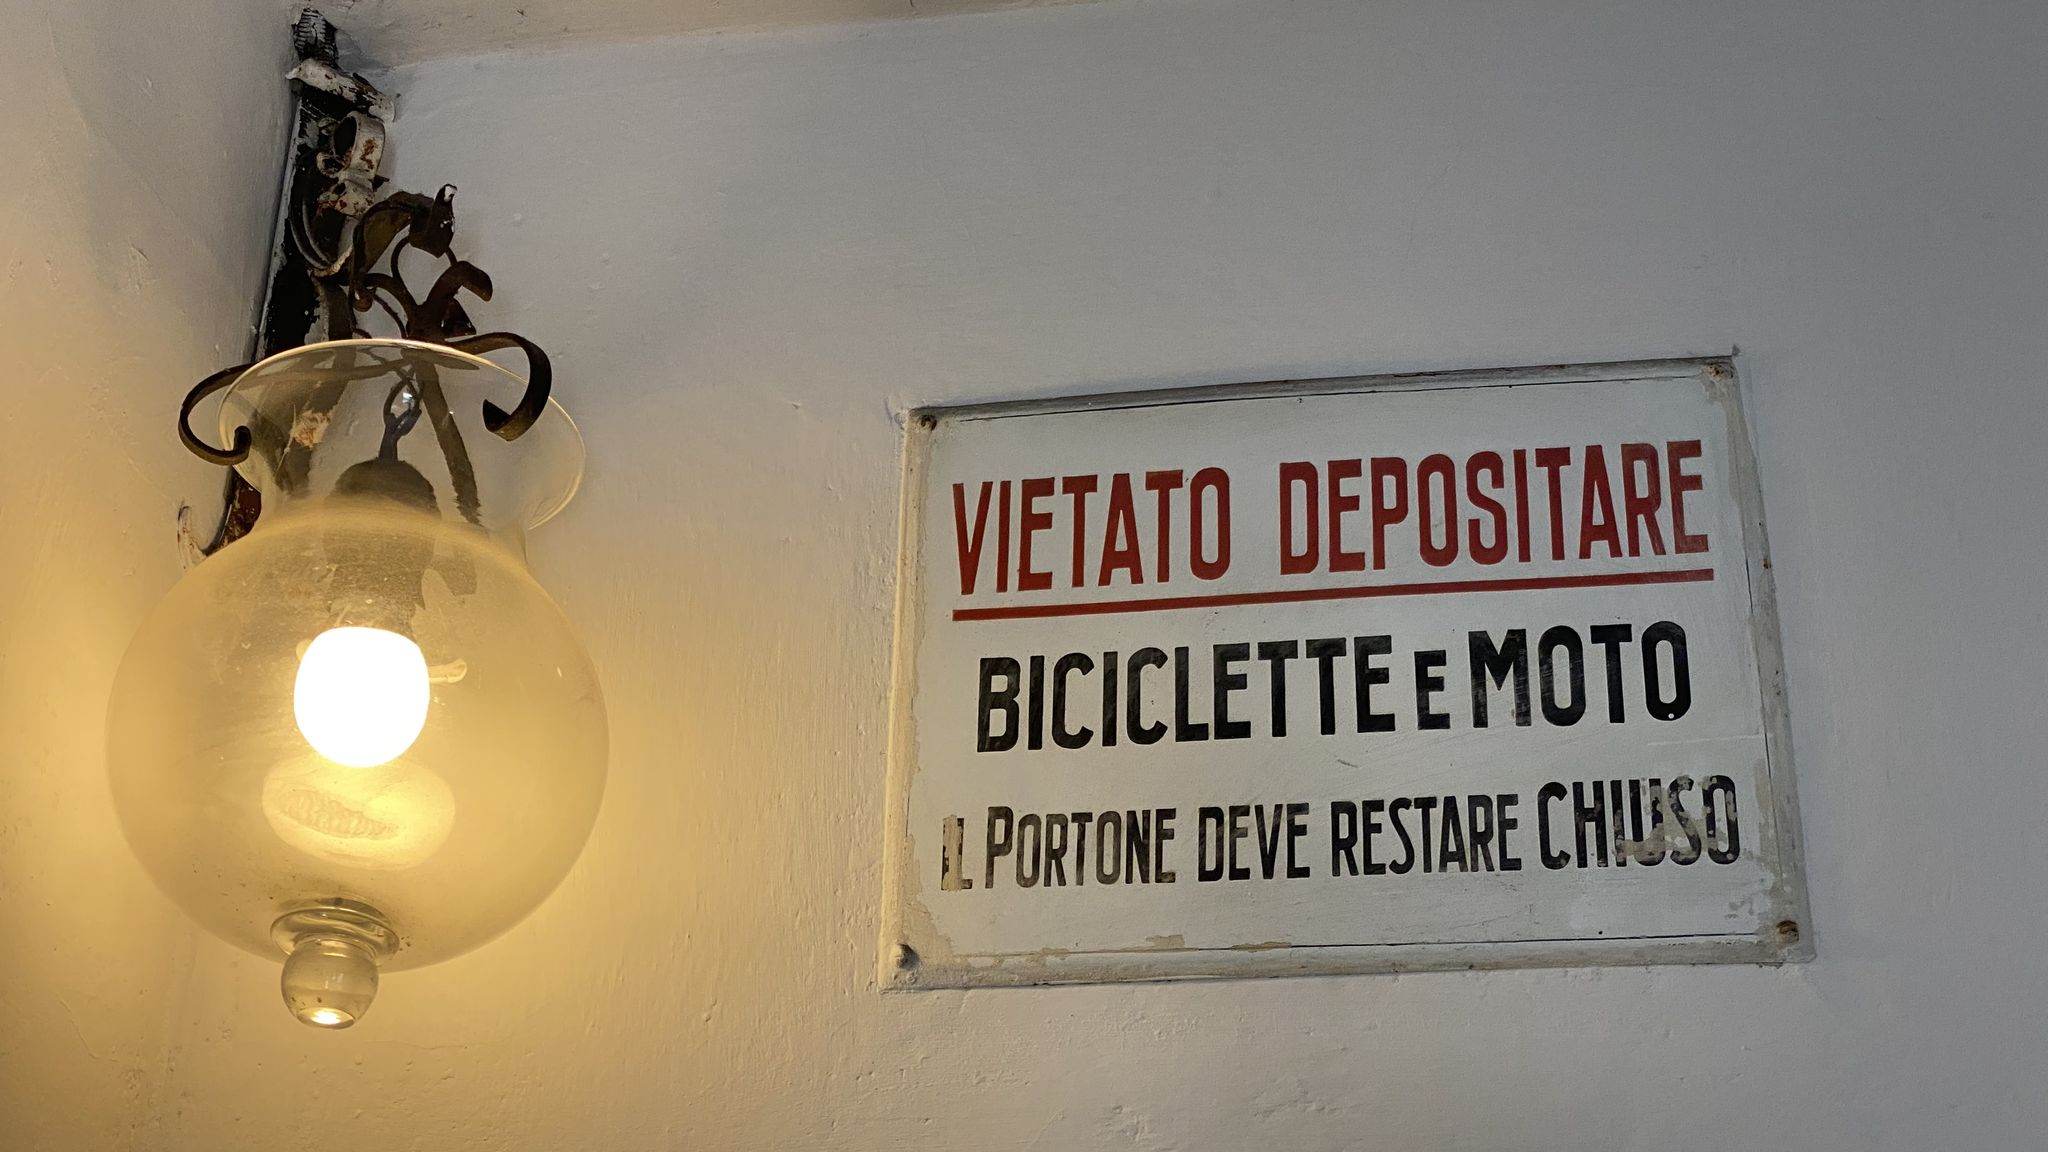 VIETATO DEPOSITARE
BICICLETTE E MOTO
IL PORTONE DEVE RESTARE CHIUSO